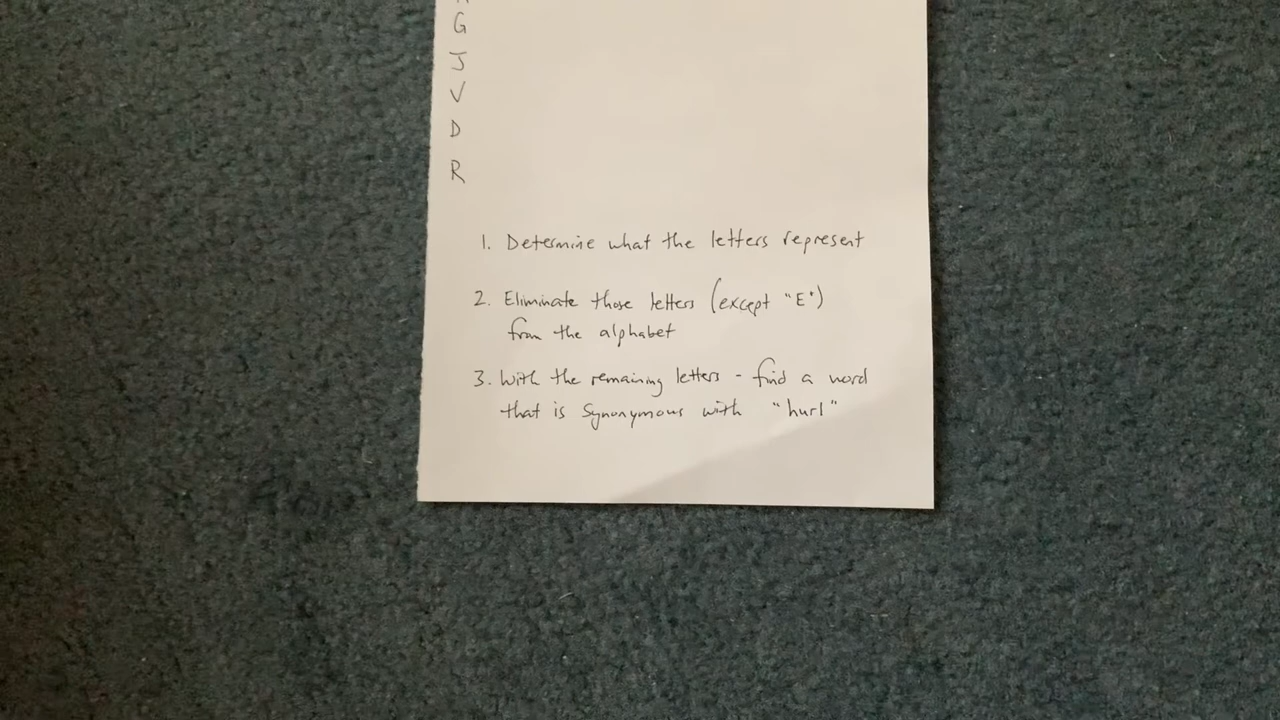 G
J
V
D
R
1. Determine what the letters represent
2. Eliminate those letters (except "E")
from the alphabet
3. With the remaining letters - find a word
that is synonymous with "hurl"